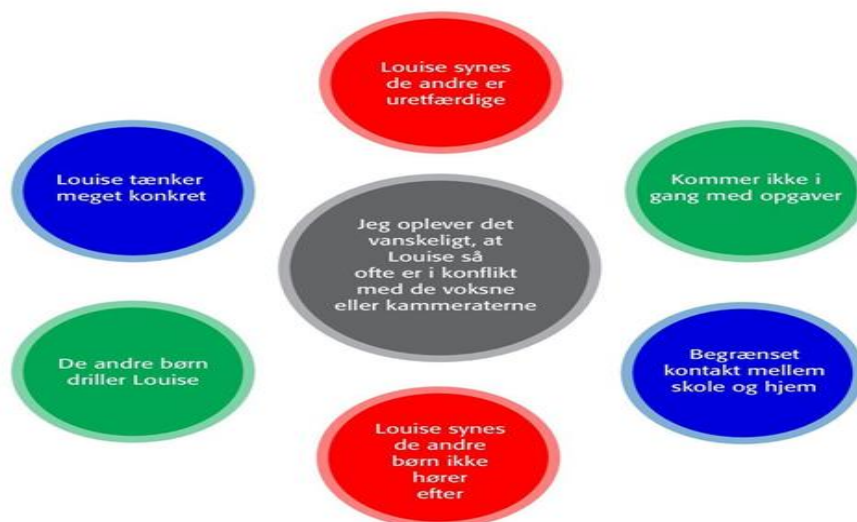 Louise synes
de andre er
uretfærdige
Louise tænker
meget konkret
Kommer ikke i
gang med opgaver
Jeg oplever det
vanskeligt, at
Louise så
ofte er i konflikt
med de voksne
eller kammeraterne
De andre børn
driller Louise
Begrænset
kontakt mellem
skole og hjem
Louise synes
de andre
børn ikke
hører
efter